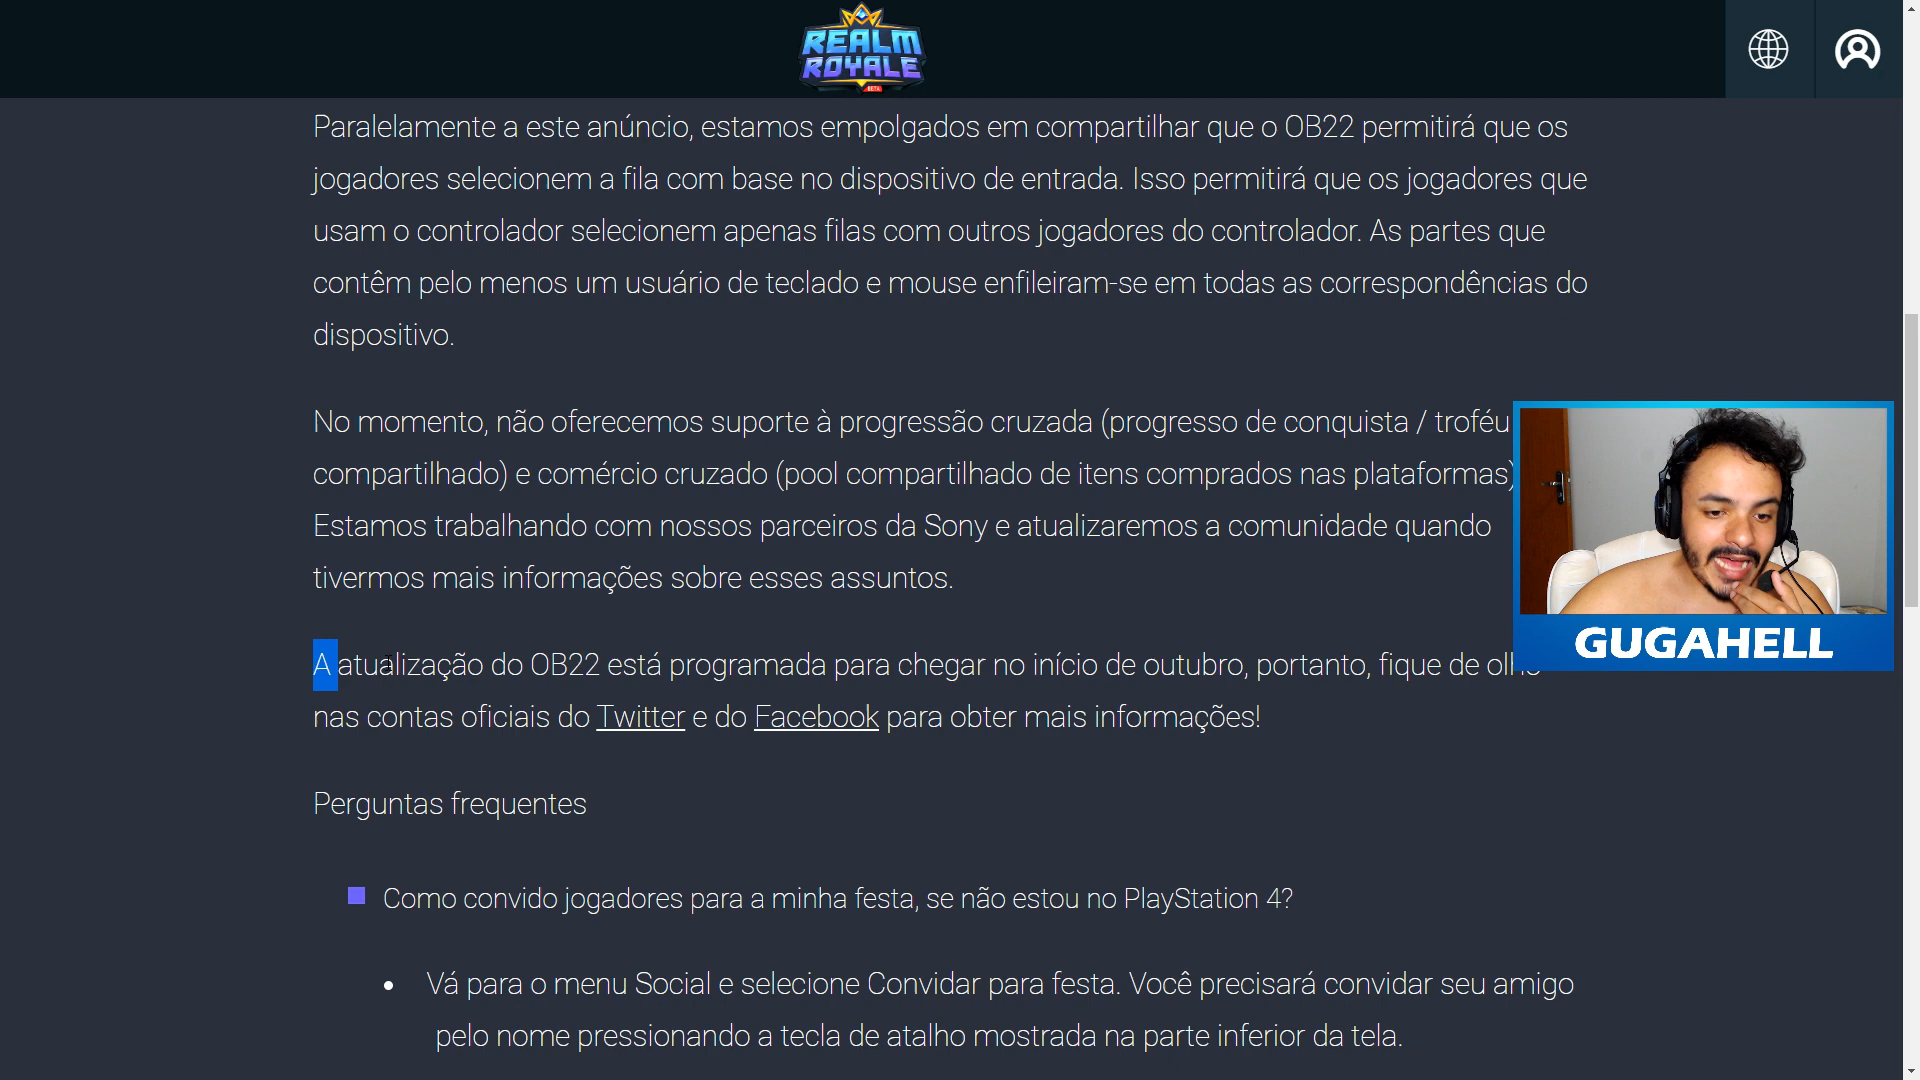 REALM
ROYALE
BETA
Paralelamente a este anúncio, estamos empolgados em compartilhar que o OB22 permitirá que os
jogadores selecionem a fila com base no dispositivo de entrada. Isso permitirá que os jogadores que
usam o controlador selecionem apenas filas com outros jogadores do controlador. As partes que
contêm pelo menos um usuário de teclado e mouse enfileiram-se em todas as correspondências do
dispositivo.
No momento, não oferecemos suporte à progressão cruzada (progresso de conquista / troféu
compartilhado) e comércio cruzado (pool compartilhado de itens comprados nas plataformas)
Estamos trabalhando com nossos parceiros da Sony e atualizaremos a comunidade quando
tivermos mais informações sobre esses assuntos.
GUGAHELL
A atualização do OB22 está programada para chegar no início de outubro, portanto, fique de olho
nas contas oficiais do Twitter e do Facebook para obter mais informações!
Perguntas frequentes
Como convido jogadores para a minha festa, se não estou no PlayStation 4?
Vá para o menu Social e selecione Convidar para festa. Você precisará convidar seu amigo
pelo nome pressionando a tecla de atalho mostrada na parte inferior da tela.